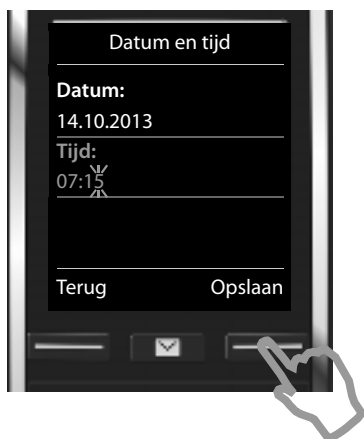 Datum en tijd
Datum:
14.10.2013
Tijd:
07:15
Terug Opslaan